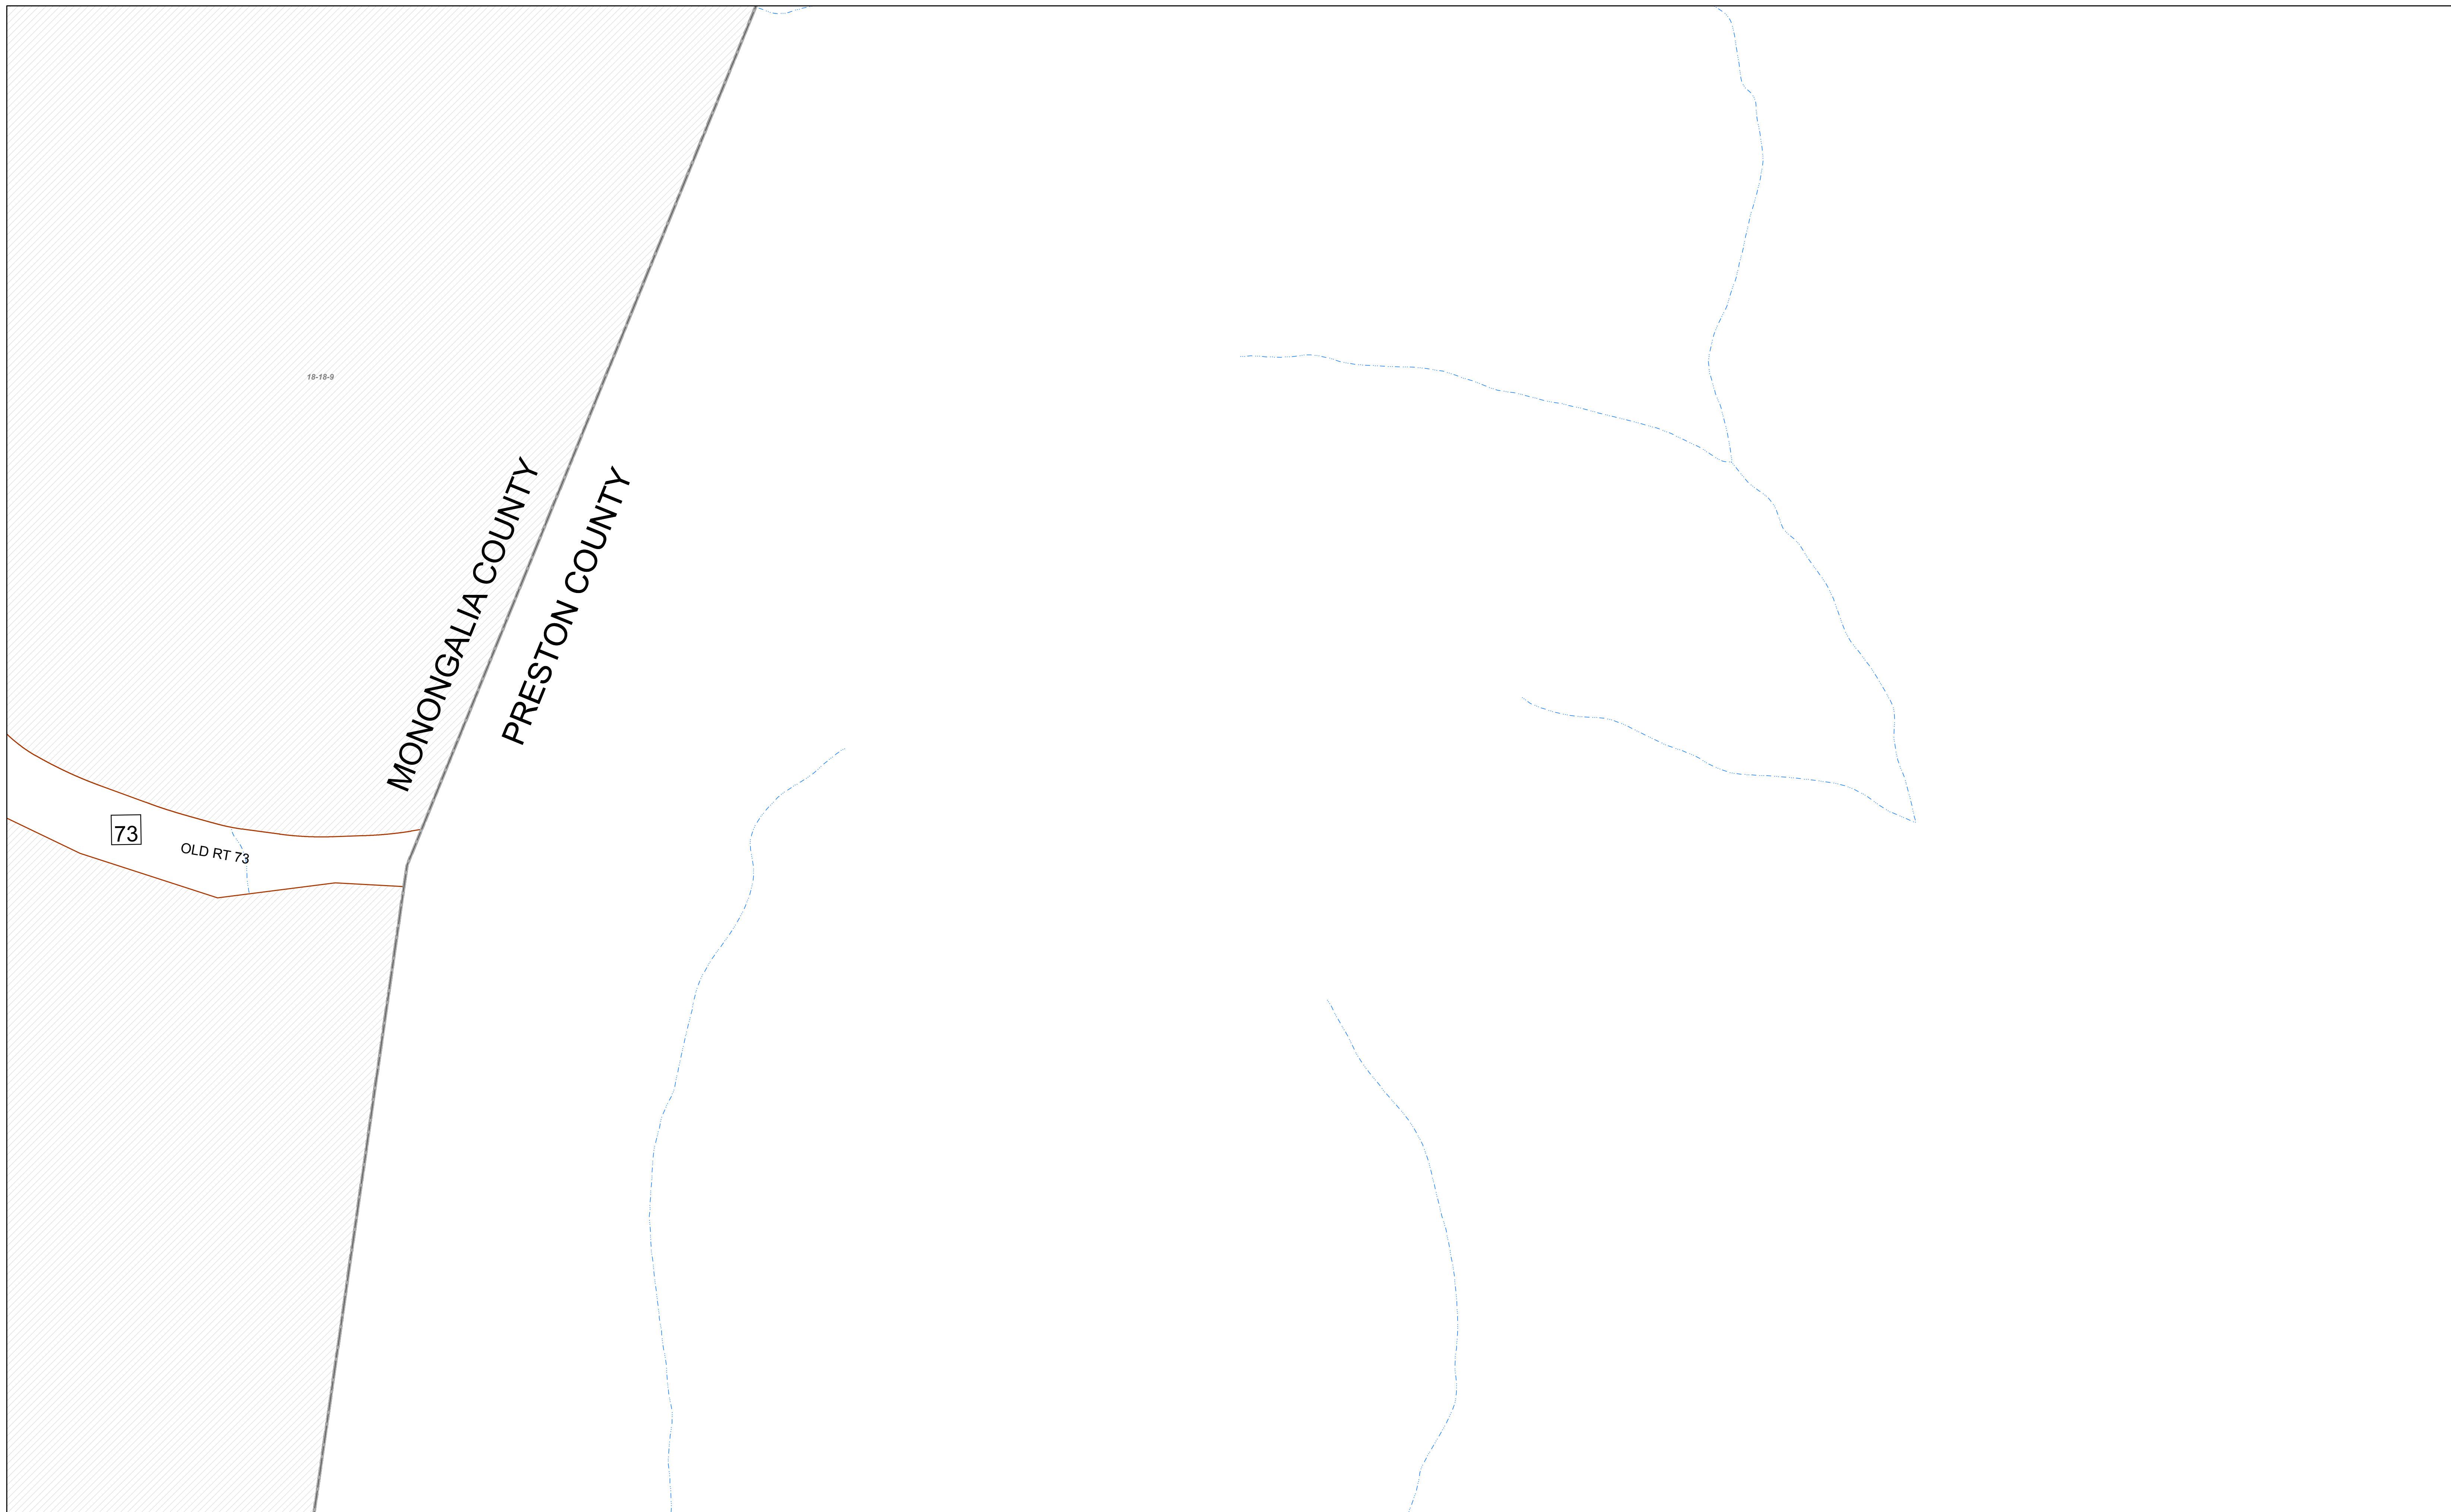 18-18-9
MONONGALIA COUNTY
PRESTON COUNTY
73
OLD RT 73